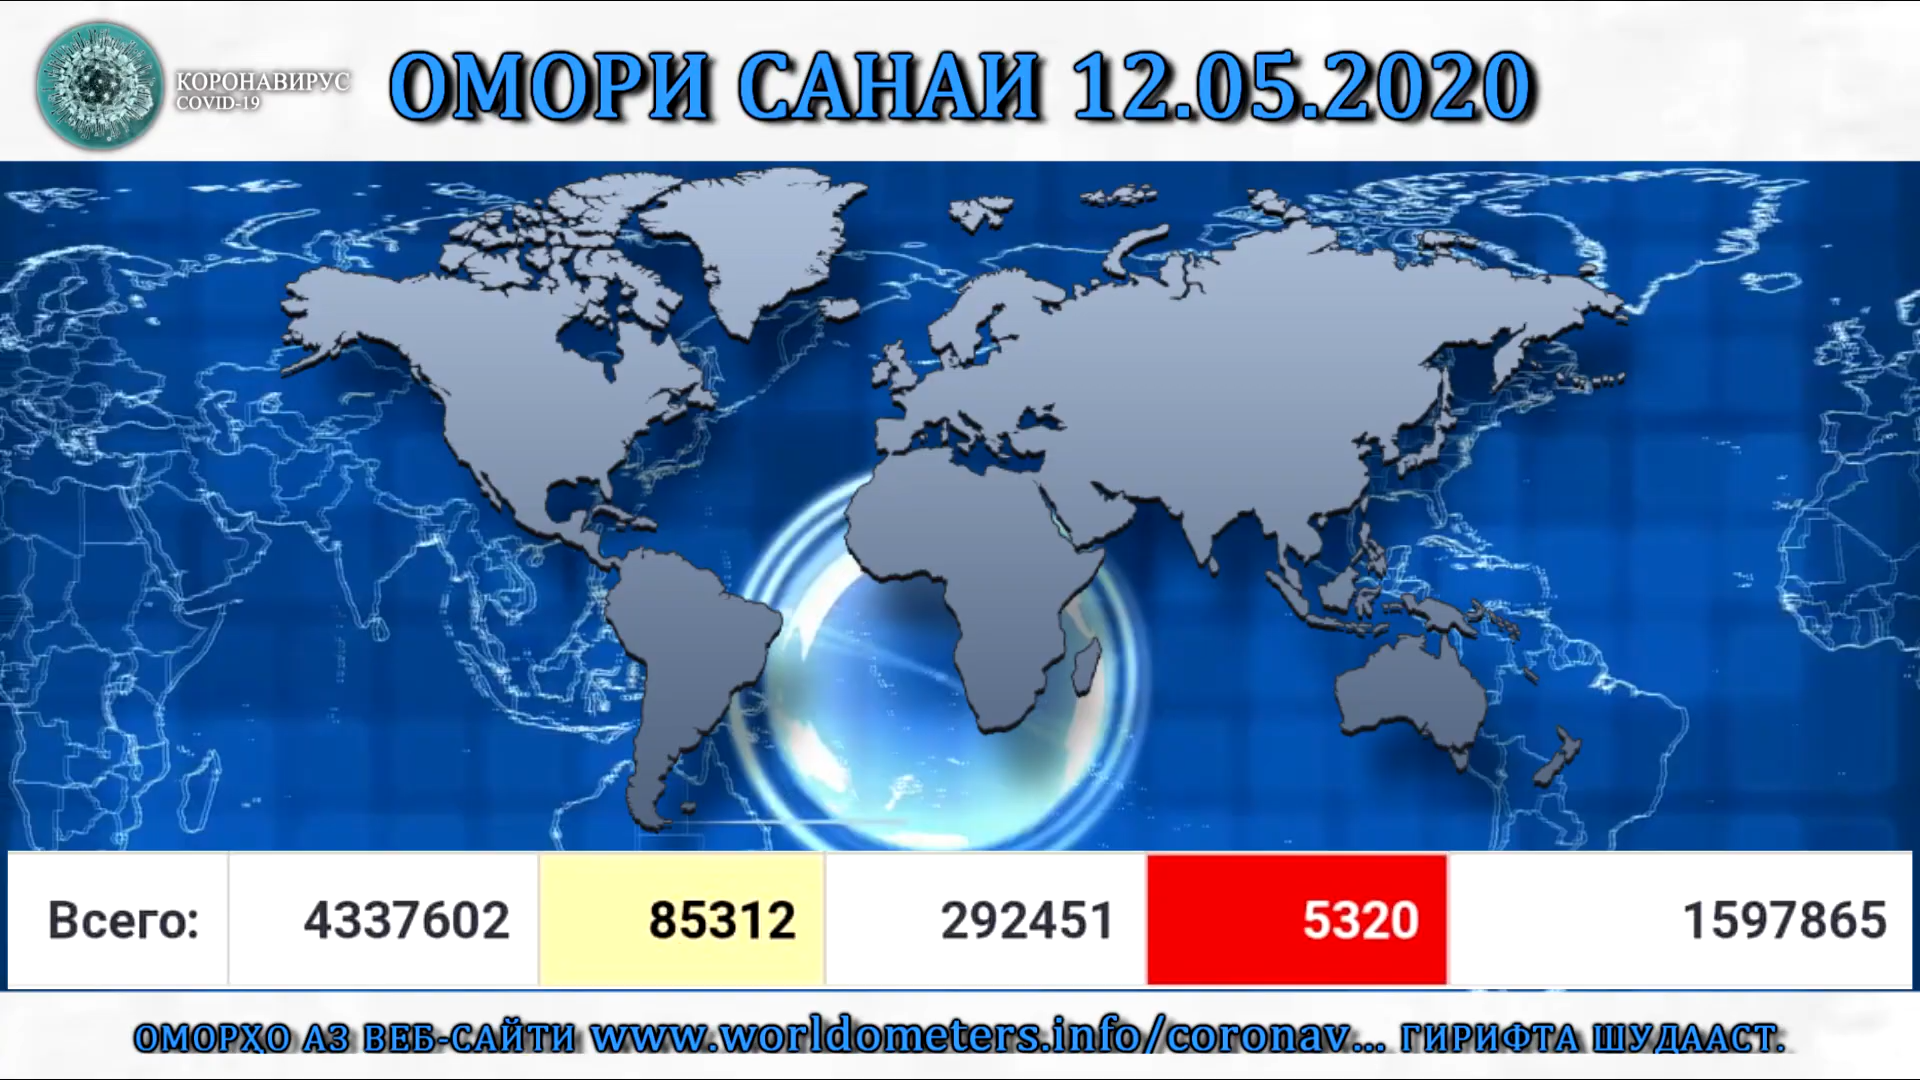 КОРОНАВИРУС
COVID-19
ОМОРИ САНАИ 12.05.2020
Всего: 4337602 85312 292451 5320 1597865
ОМОРҲО АЗ ВЕБ-САЙТИ www.worldometers.info/coronav... ГИРИФТА ШУДААСТ.